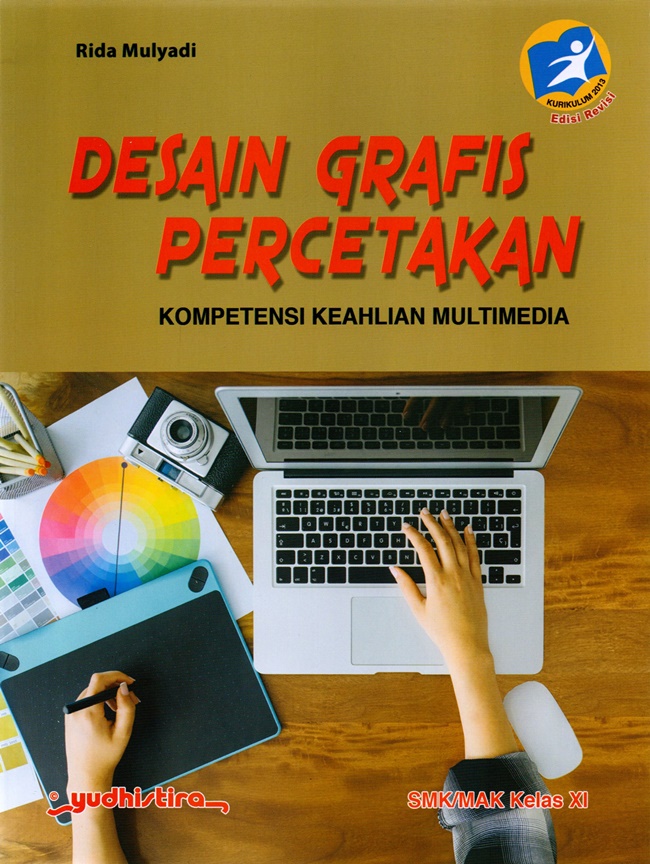 Rida Mulyadi
KURIKULUM 2013
Edisi Revisi
DESAIN GRAFIS
PERCETAKAN
KOMPETENSI KEAHLIAN MULTIMEDIA
yudhistira
SMK/MAK Kelas XI